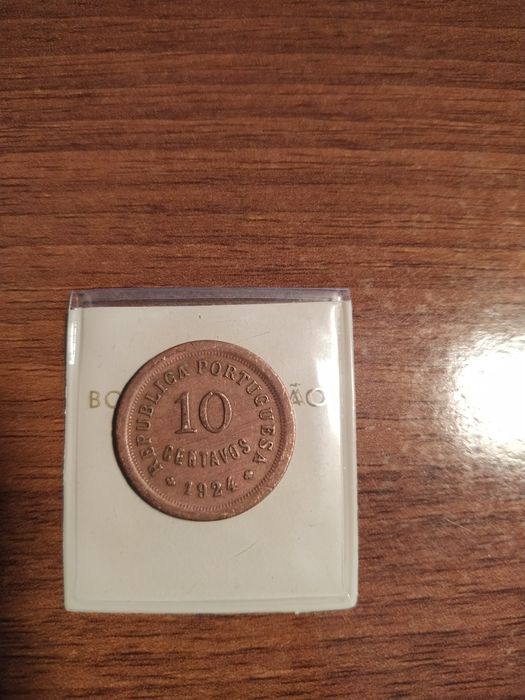 REPUBLICA PORTUGUESA
10
CENTAVOS
* 1924 *